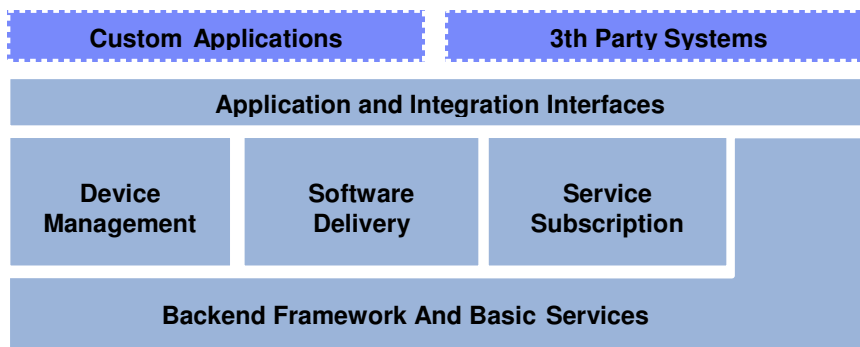 Custom Applications
3th Party Systems
Application and Integration Interfaces
Device
Management
Software
Delivery
Service
Subscription
Backend Framework And Basic Services